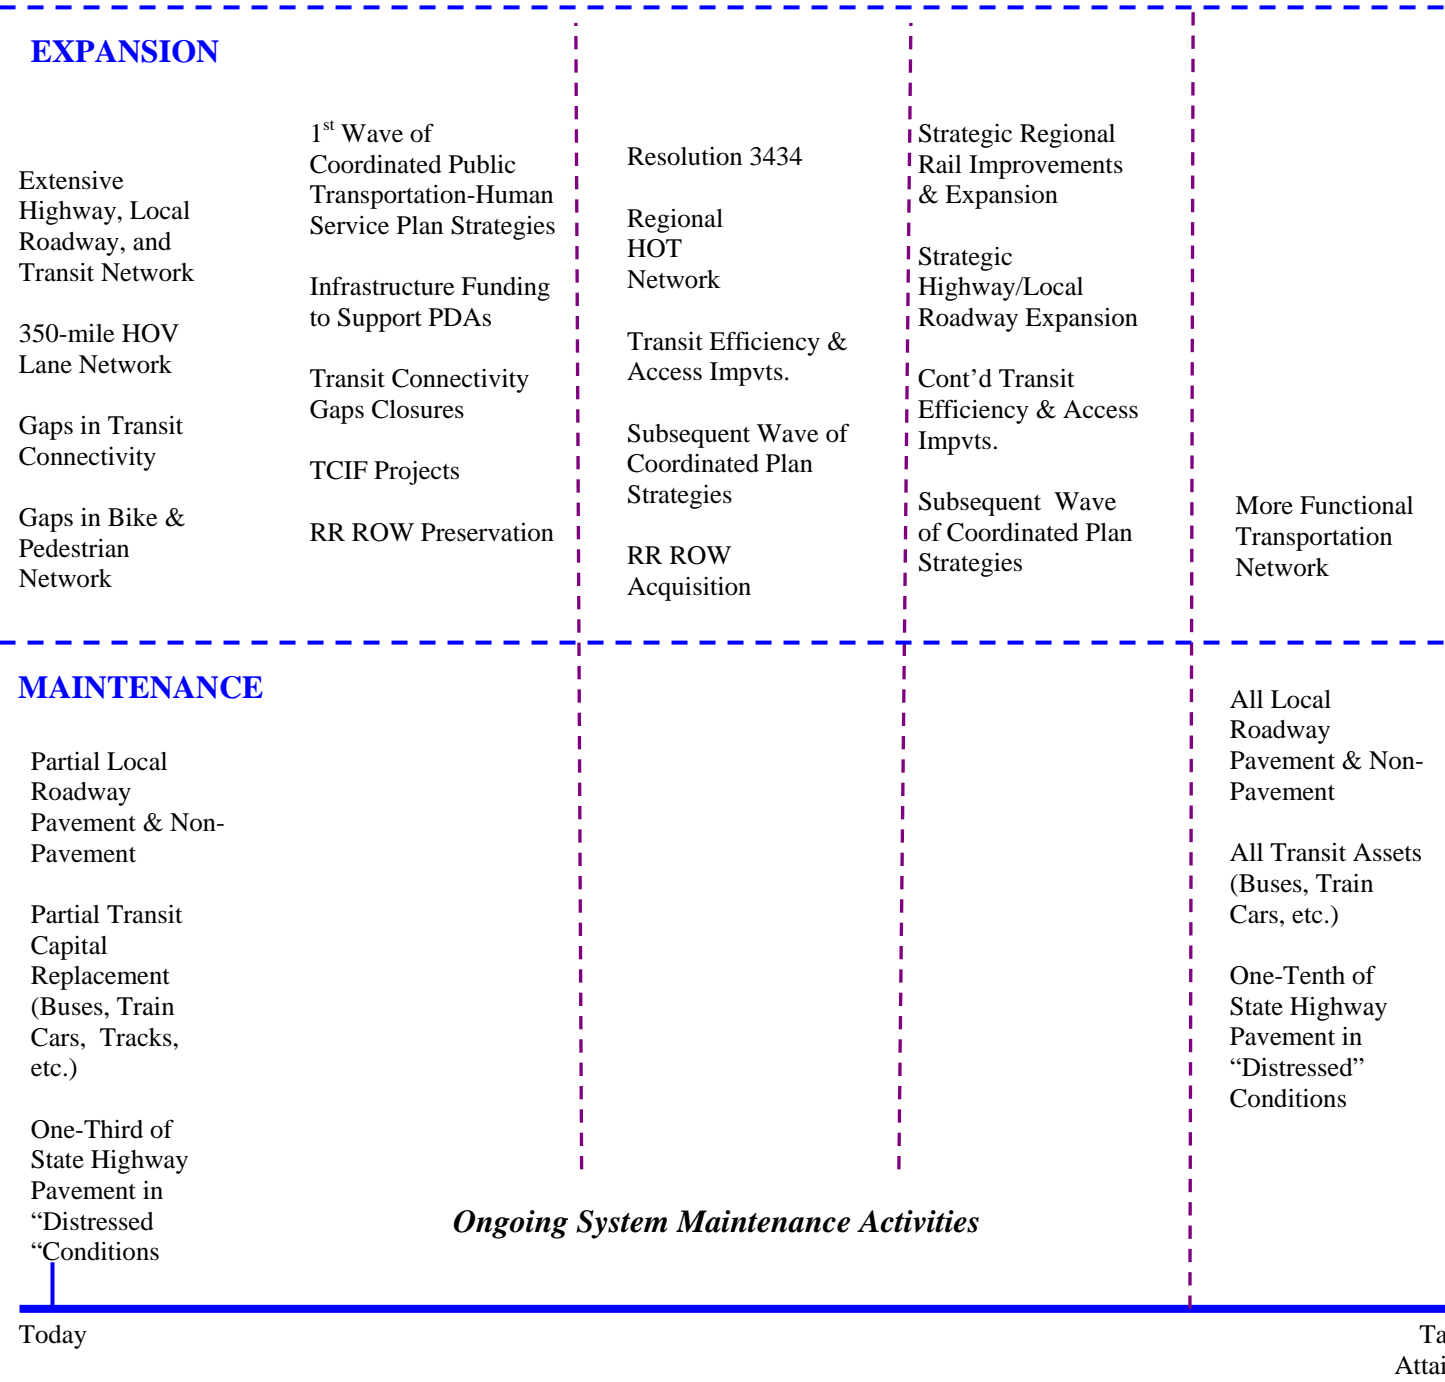 EXPANSION
Extensive
Highway, Local
Roadway, and
Transit Network
350-mile HOV
Lane Network
Gaps in Transit
Connectivity
Gaps in Bike &
Pedestrian
Network
1st Wave of
Coordinated Public
Transportation-Human
Service Plan Strategies
Infrastructure Funding
to Support PDAs
Transit Connectivity
Gaps Closures
TCIF Projects
RR ROW Preservation
Resolution 3434
Regional
HOT
Network
Transit Efficiency &
Access Impvts.
Subsequent Wave of
Coordinated Plan
Strategies
RR ROW
Acquisition
Strategic Regional
Rail Improvements
& Expansion
Strategic
Highway/Local
Roadway Expansion
Cont’d Transit
Efficiency & Access
Impvts.
Subsequent Wave
of Coordinated Plan
Strategies
More Functional
Transportation
Network
MAINTENANCE
Partial Local
Roadway
Pavement & Non-
Pavement
Partial Transit
Capital
Replacement
(Buses, Train
Cars, Tracks,
etc.)
One-Third of
State Highway
Pavement in
“Distressed
“Conditions
Ongoing System Maintenance Activities
All Local
Roadway
Pavement & Non-
Pavement
All Transit Assets
(Buses, Train
Cars, etc.)
One-Tenth of
State Highway
Pavement in
“Distressed”
Conditions
Today